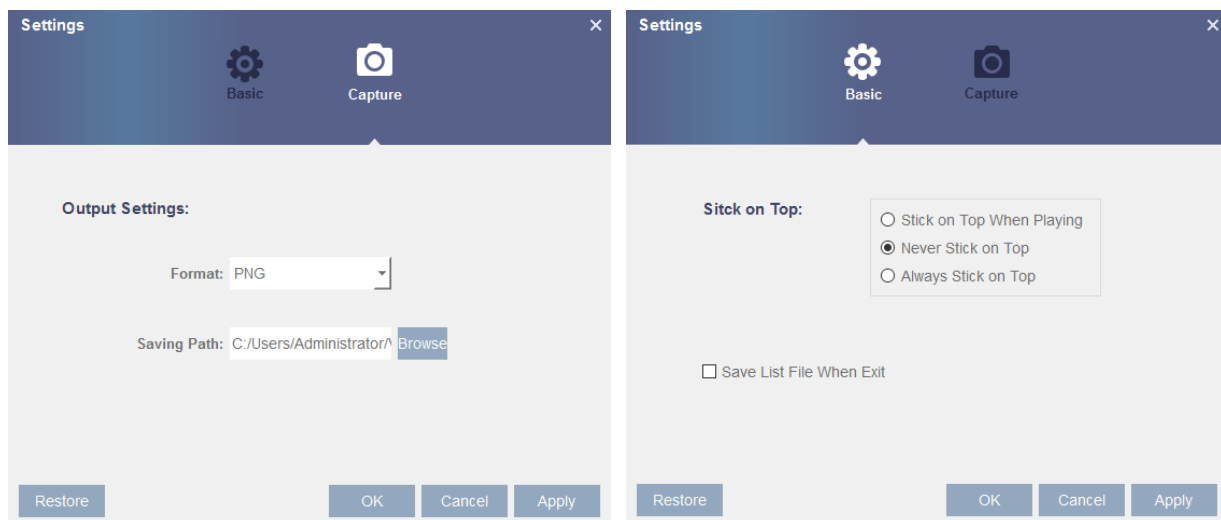 Settings
×
Basic
Capture
Output Settings:
Format: PNG
Saving Path: C:/Users/Administrator/ Browse
Restore
OK
Cancel
Apply
Settings
×
Basic
Capture
Sitck on Top:
Stick on Top When Playing
Never Stick on Top
Always Stick on Top
Save List File When Exit
Restore
OK
Cancel
Apply